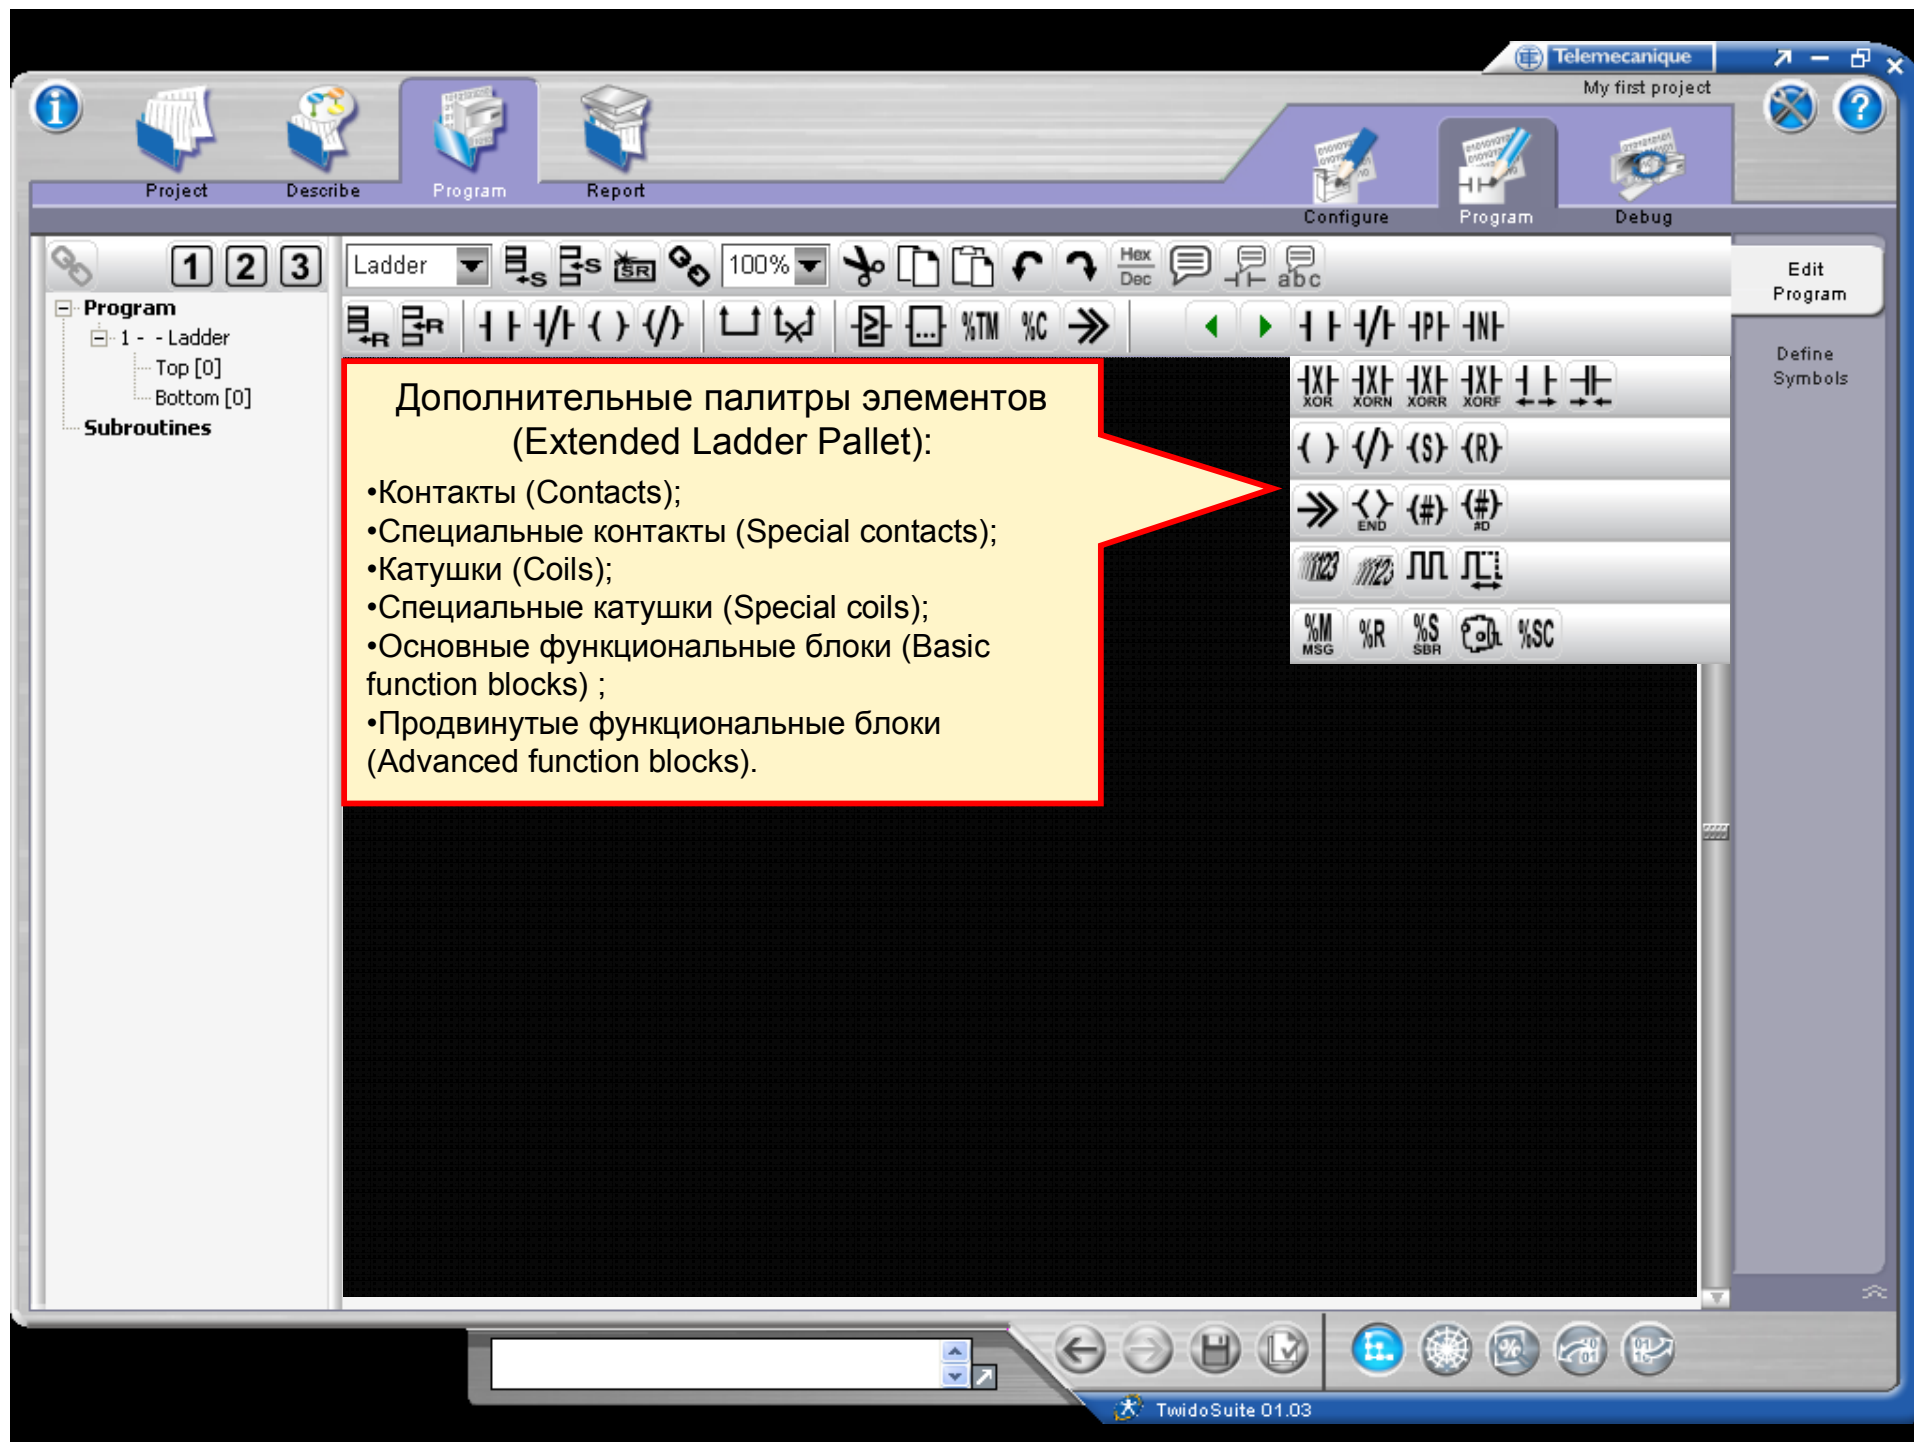 Telemecanique
My first project
Project
Describe
Program
Report
Configure
Program
Debug
1 2 3
Ladder
100%
Hex
Dec
abc
Edit
Program
Define
Symbols
Program
1 - - Ladder
Top [0]
Bottom [0]
Subroutines
%TM
%C
P
N
XOR XORN XORR XORF
(S) (R)
END
(#)
(#)
#D
%M
MSG
%R
%S
SBR
%SC
Дополнительные палитры элементов
(Extended Ladder Pallet):
•Контакты (Contacts);
•Специальные контакты (Special contacts);
•Катушки (Coils);
•Специальные катушки (Special coils);
•Основные функциональные блоки (Basic
function blocks) ;
•Продвинутые функциональные блоки
(Advanced function blocks).
TwidoSuite 01.03